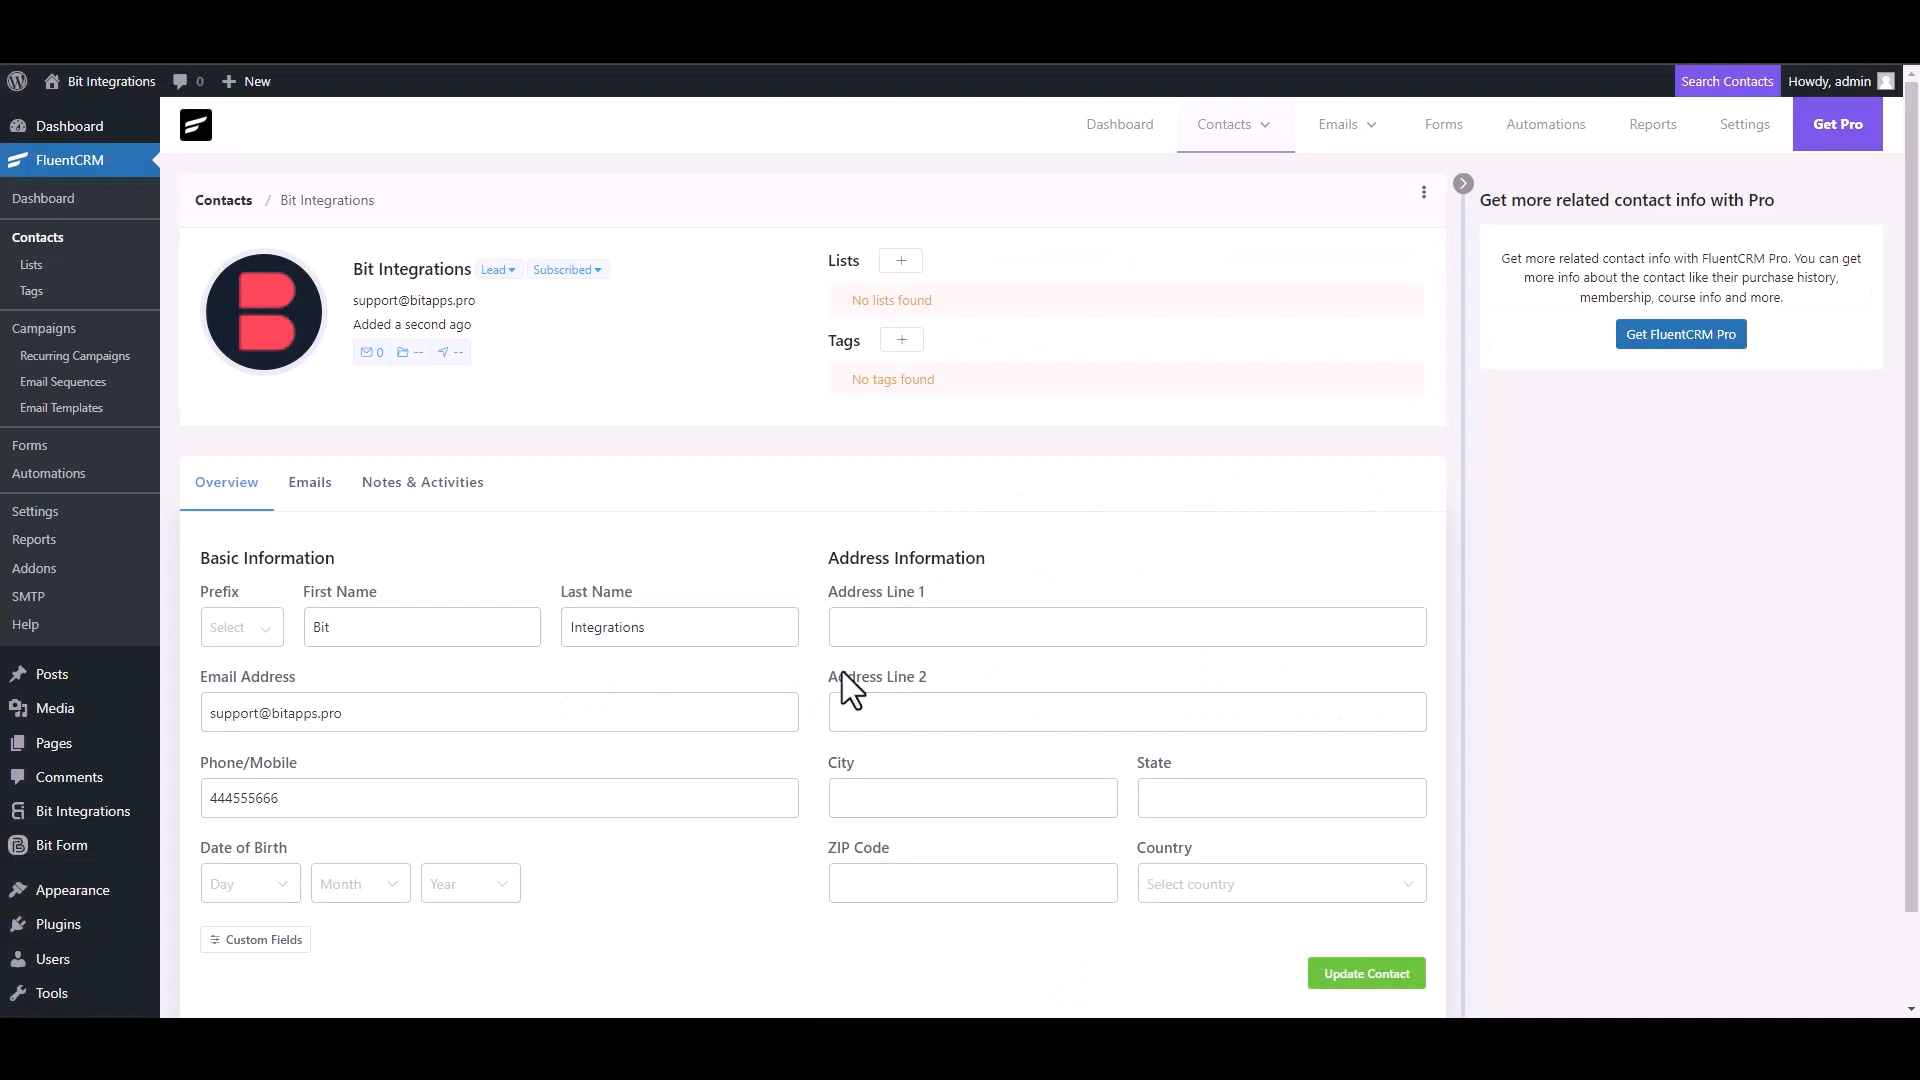 Bit Integrations
0
New
Search Contacts
Howdy, admin
Dashboard
FluentCRM
Dashboard
Contacts
Lists
Tags
Campaigns
Recurring Campaigns
Email Sequences
Email Templates
Forms
Automations
Settings
Reports
Addons
SMTP
Help
Posts
Media
Pages
Comments
Bit Integrations
Bit Form
Appearance
Plugins
Users
Tools
Dashboard
Contacts
Emails
Forms
Automations
Reports
Settings
Get Pro
Contacts / Bit Integrations
Bit Integrations
Lead
Subscribed
support@bitapps.pro
Added a second ago
0
--
--
Lists
+
No lists found
Tags
+
No tags found
Overview
Emails
Notes & Activities
Basic Information
Prefix
First Name
Last Name
Select
Bit
Integrations
Email Address
support@bitapps.pro
Phone/Mobile
444555666
Date of Birth
Day
Month
Year
Custom Fields
Address Information
Address Line 1
Address Line 2
City
State
ZIP Code
Country
Select country
Update Contact
Get more related contact info with Pro
Get more related contact info with FluentCRM Pro. You can get
more info about the contact like their purchase history,
membership, course info and more.
Get FluentCRM Pro